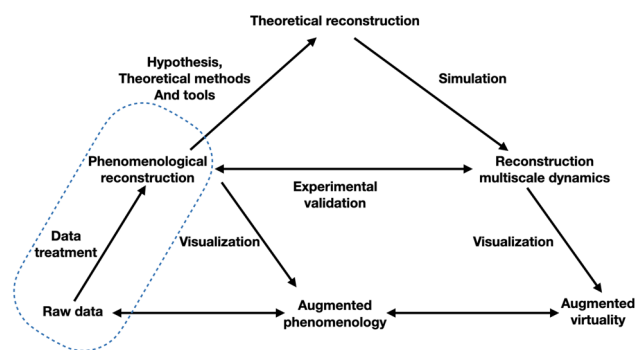 Theoretical reconstruction
Hypothesis,
Theoretical methods
And tools
Simulation
Phenomenological
reconstruction
Reconstruction
multiscale dynamics
Experimental
validation
Data
treatment
Visualization
Visualization
Raw data
Augmented
phenomenology
Augmented
virtuality